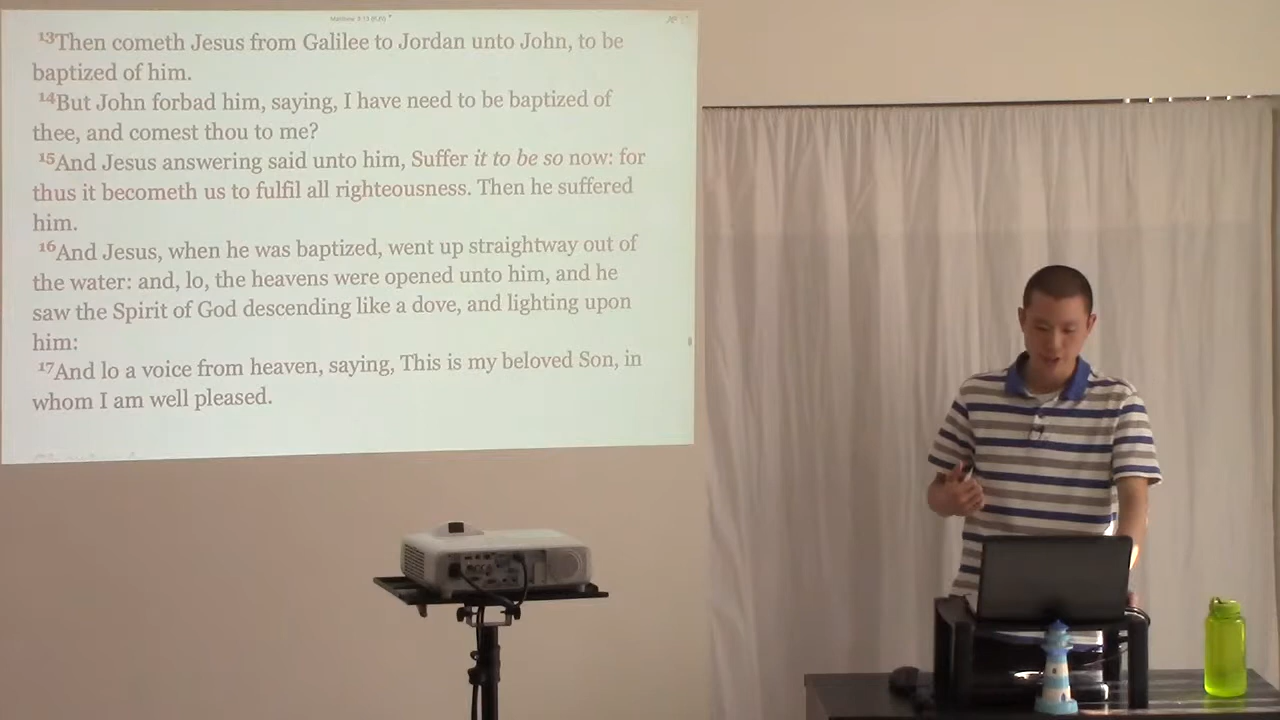 Matthew 3:13 (KJV)
13Then cometh Jesus from Galilee to Jordan unto John, to be
baptized of him.
14But John forbad him, saying, I have need to be baptized of
thee, and comest thou to me?
15And Jesus answering said unto him, Suffer it to be so now: for
thus it becometh us to fulfil all righteousness. Then he suffered
him.
16And Jesus, when he was baptized, went up straightway out of
the water: and, lo, the heavens were opened unto him, and he
saw the Spirit of God descending like a dove, and lighting upon
him:
17And lo a voice from heaven, saying, This is my beloved Son, in
whom I am well pleased.